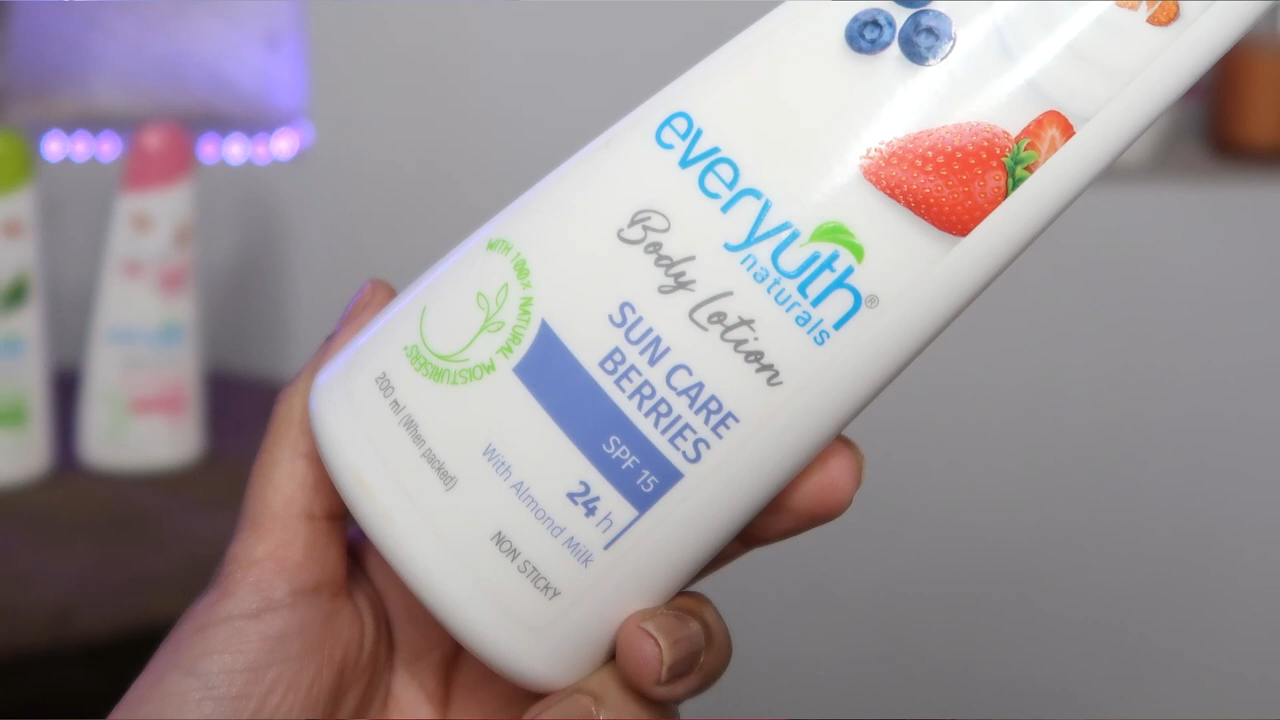 everyuth®
naturals
Body Lotion
SUN CARE
BERRIES
SPF 15
24 h
With Almond Milk
NON STICKY
WITH 100% NATURAL MOISTURISERS*
200 ml (When packed)